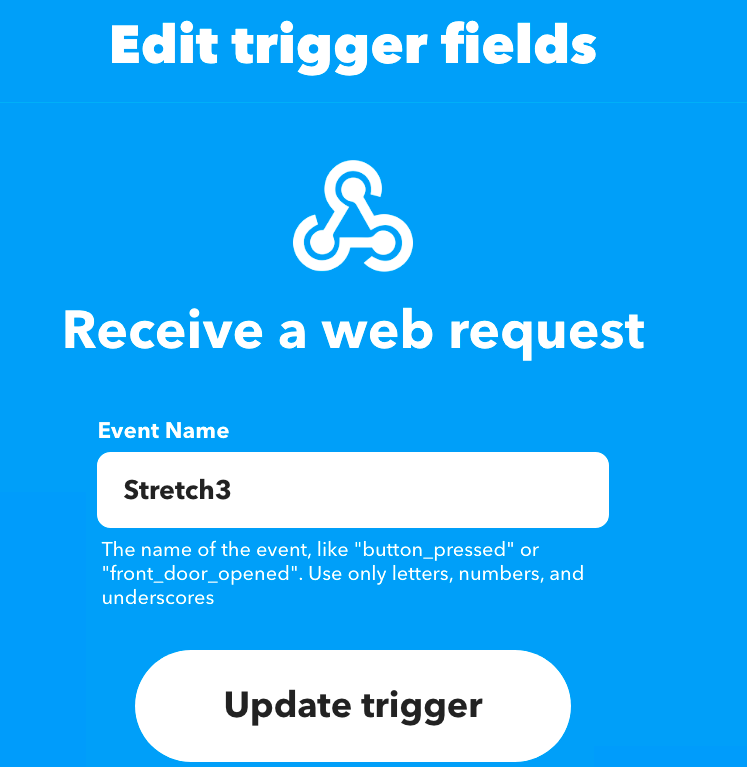 Edit trigger fields
Receive a web request
Event Name
Stretch3
The name of the event, like "button_pressed" or
"front_door_opened". Use only letters, numbers, and
underscores
Update trigger